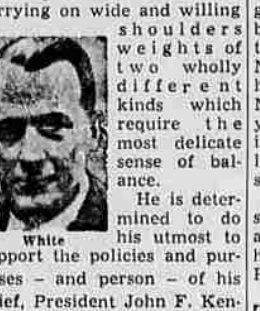 rrying on wide and willing
shoulders
weights of
two wholly
different
kinds which
require the
most delicate
sense of bal-
ance.
He is deter-
mined to do
White
his utmost to
pport the policies and pur-
ses – and person – of his
ief, President John F. Ken-